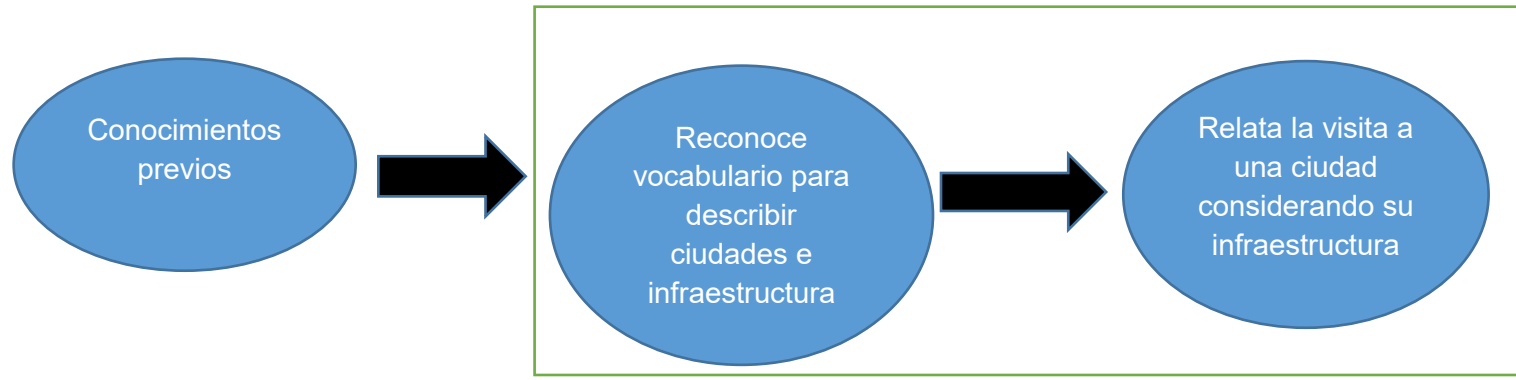 Conocimientos
previos
Reconoce
vocabulario para
describir
ciudades e
infraestructura
Relata la visita a
una ciudad
considerando su
infraestructura